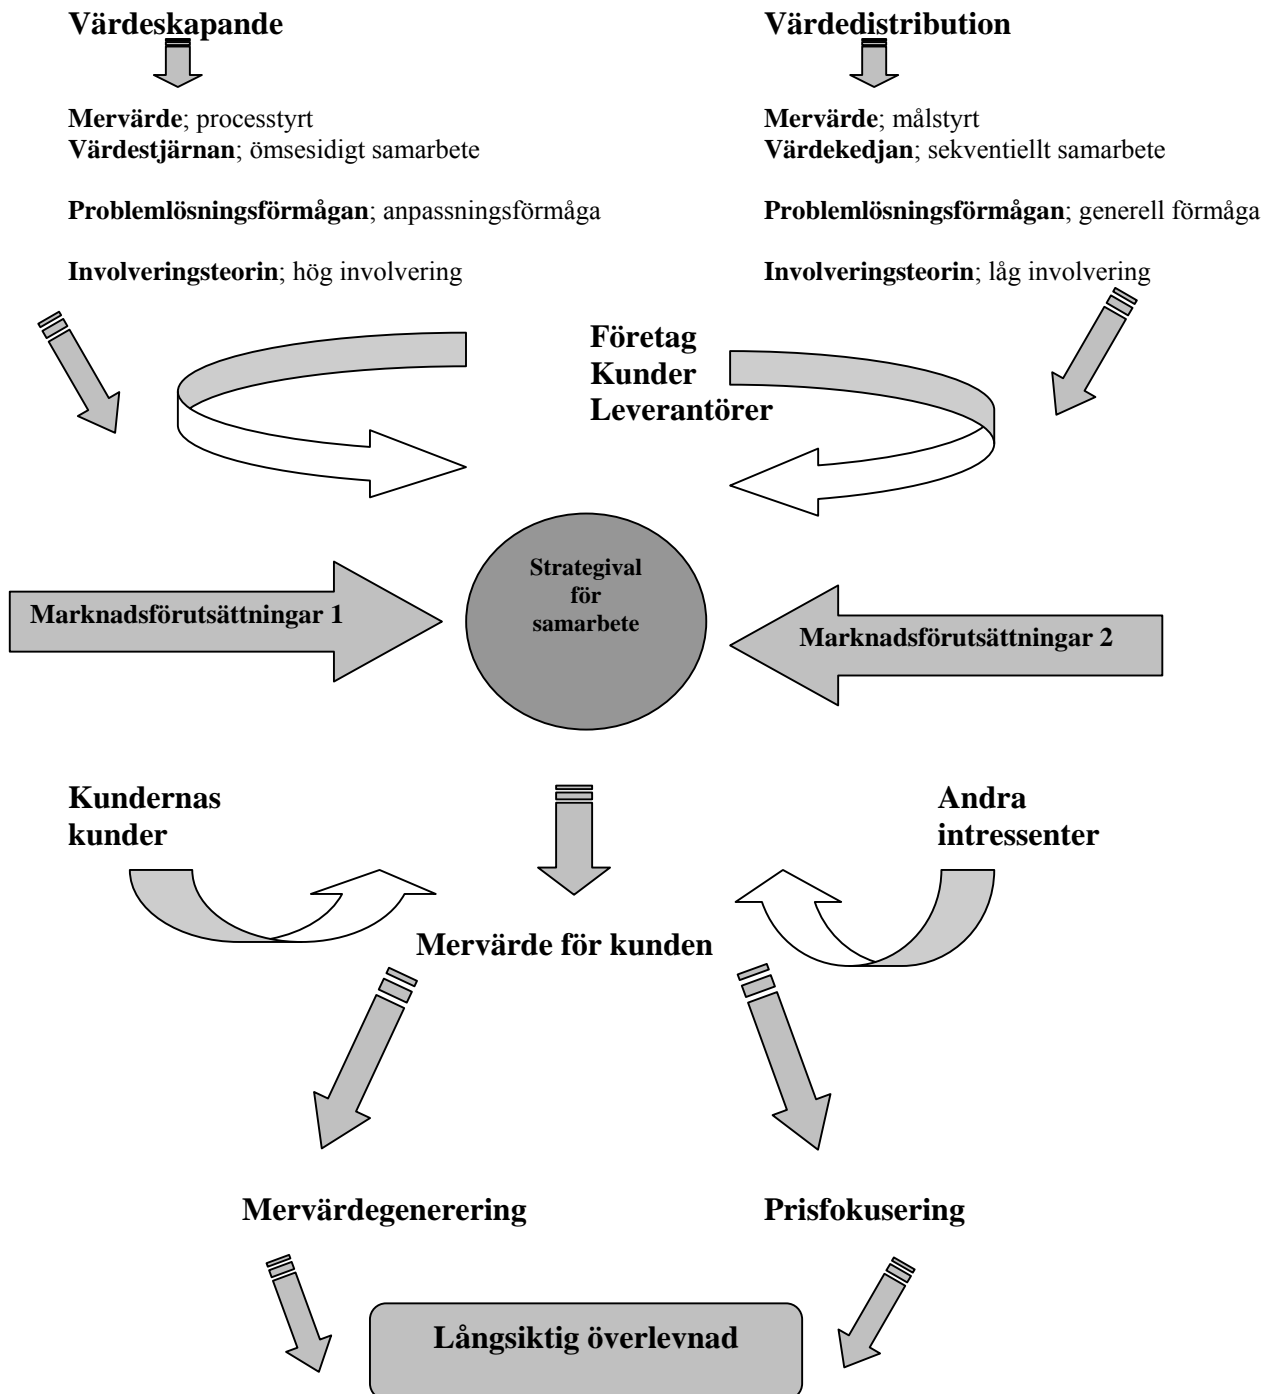 Värdeskapande
Värdedistribution
Mervärde; processtyrt
Värdestjärnan; ömsesidigt samarbete
Problemlösningsförmågan; anpassningsförmåga
Involveringsteorin; hög involvering
Mervärde; målstyrt
Värdekedjan; sekventiellt samarbete
Problemlösningsförmågan; generell förmåga
Involveringsteorin; låg involvering
Företag
Kunder
Leverantörer
Strategival
för
samarbete
Marknadsförutsättningar 1
Marknadsförutsättningar 2
Kundernas
kunder
Andra
intressenter
Mervärde för kunden
Mervärdegenerering
Prisfokusering
Långsiktig överlevnad